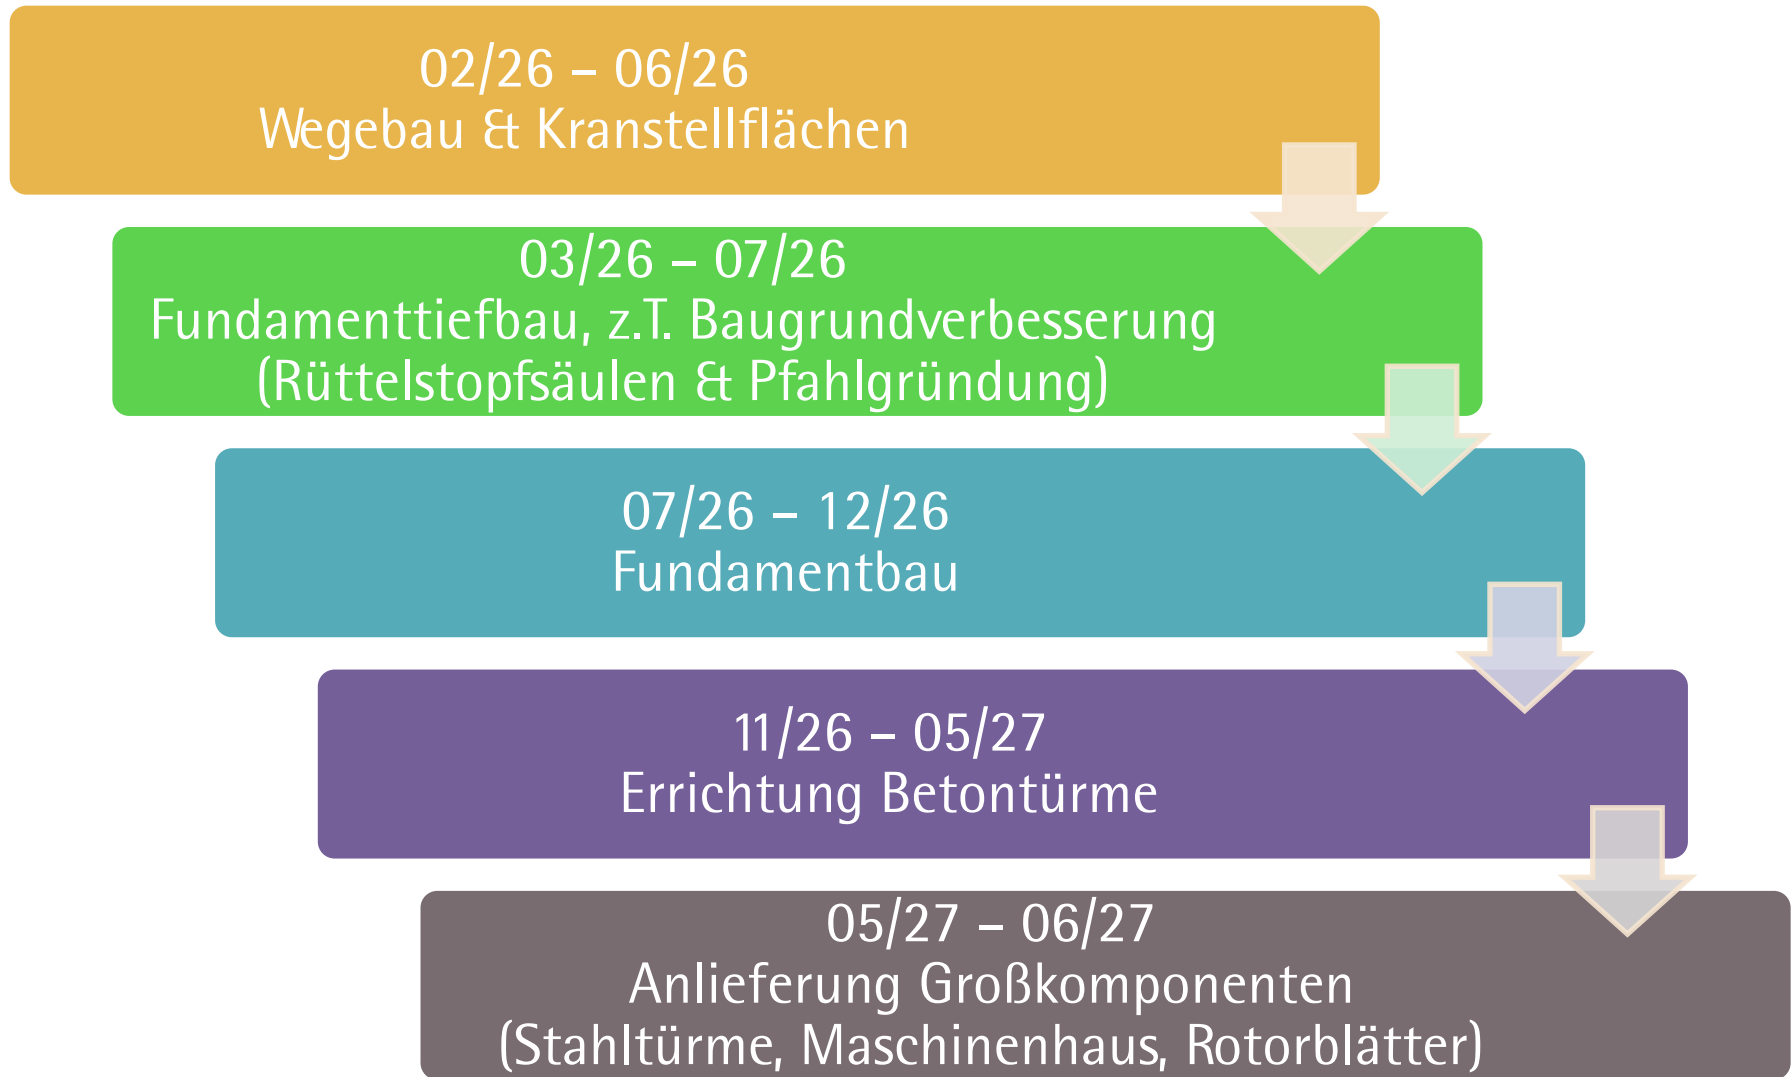 02/26 – 06/26
Wegebau & Kranstellflächen
03/26 – 07/26
Fundamenttiefbau, z.T. Baugrundverbesserung
(Rüttelstopfsäulen & Pfahlgründung)
07/26 – 12/26
Fundamentbau
11/26 – 05/27
Errichtung Betontürme
05/27 – 06/27
Anlieferung Großkomponenten
(Stahltürme, Maschinenhaus, Rotorblätter)